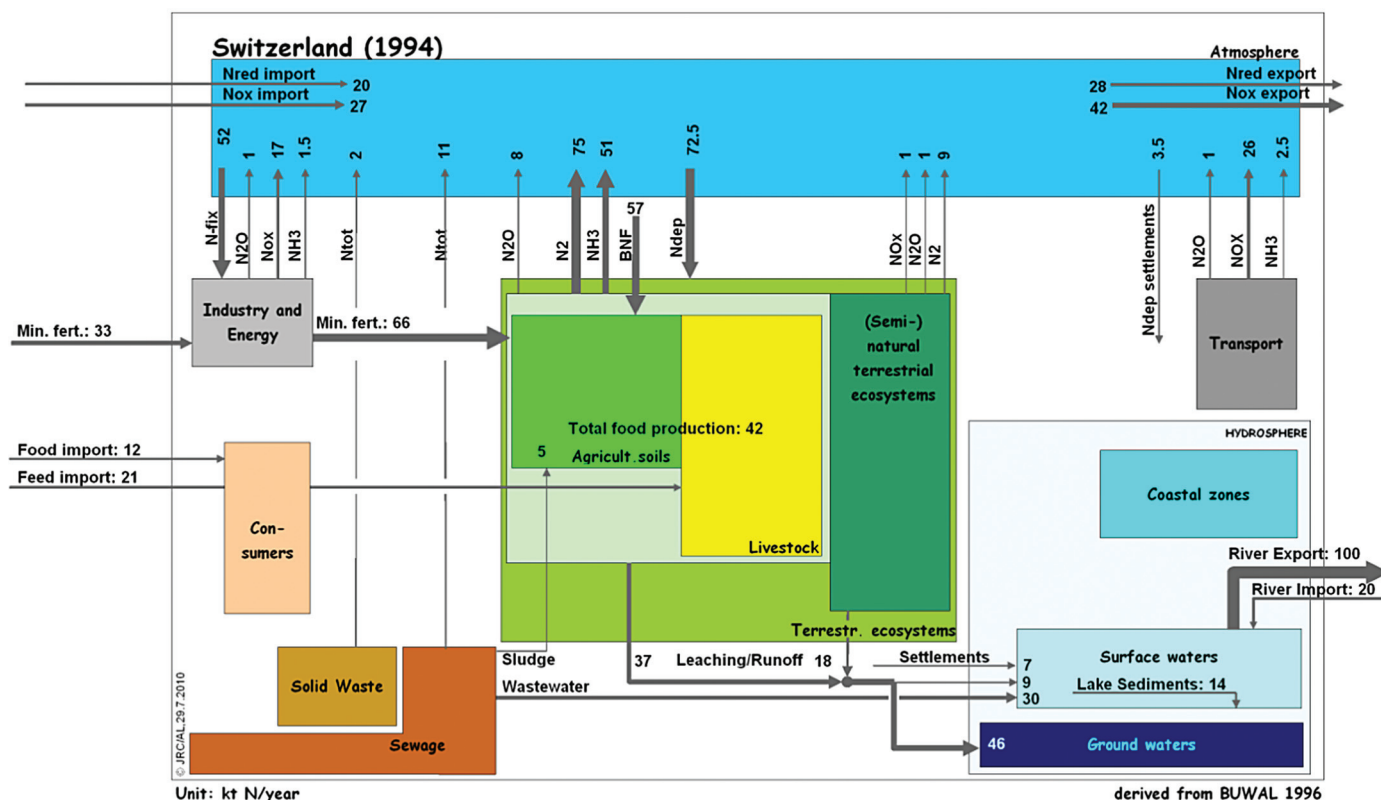 Switzerland (1994)
Atmosphere
Nred import
20
28
Nred export
Nox import
27
42
Nox export
52
1
17
1.5
2
11
8
75
51
72.5
1
1
9
3.5
1
26
2.5
57
N-fix
N2O
Nox
NH3
Ntot
Ntot
N2O
N2
NH3
BNF
Ndep
NOx
N2O
N2
Ndep settlements
N2O
NOX
NH3
Industry and
Energy
Min. fert.: 33
Min. fert.: 66
(Semi-)
natural
terrestrial
ecosystems
Transport
Total food production: 42
5
Agricult.soils
Livestock
Terrestr. ecosystems
Food import: 12
Feed import: 21
Con-
sumers
HYDROSPHERE
Coastal zones
River Export: 100
River Import: 20
Sludge
37
Leaching/Runoff
18
Settlements
7
Surface waters
Solid Waste
Wastewater
9
Lake Sediments: 14
30
Sewage
46
Ground waters
© JRC/AL,29.7.2010
Unit: kt N/year
derived from BUWAL 1996